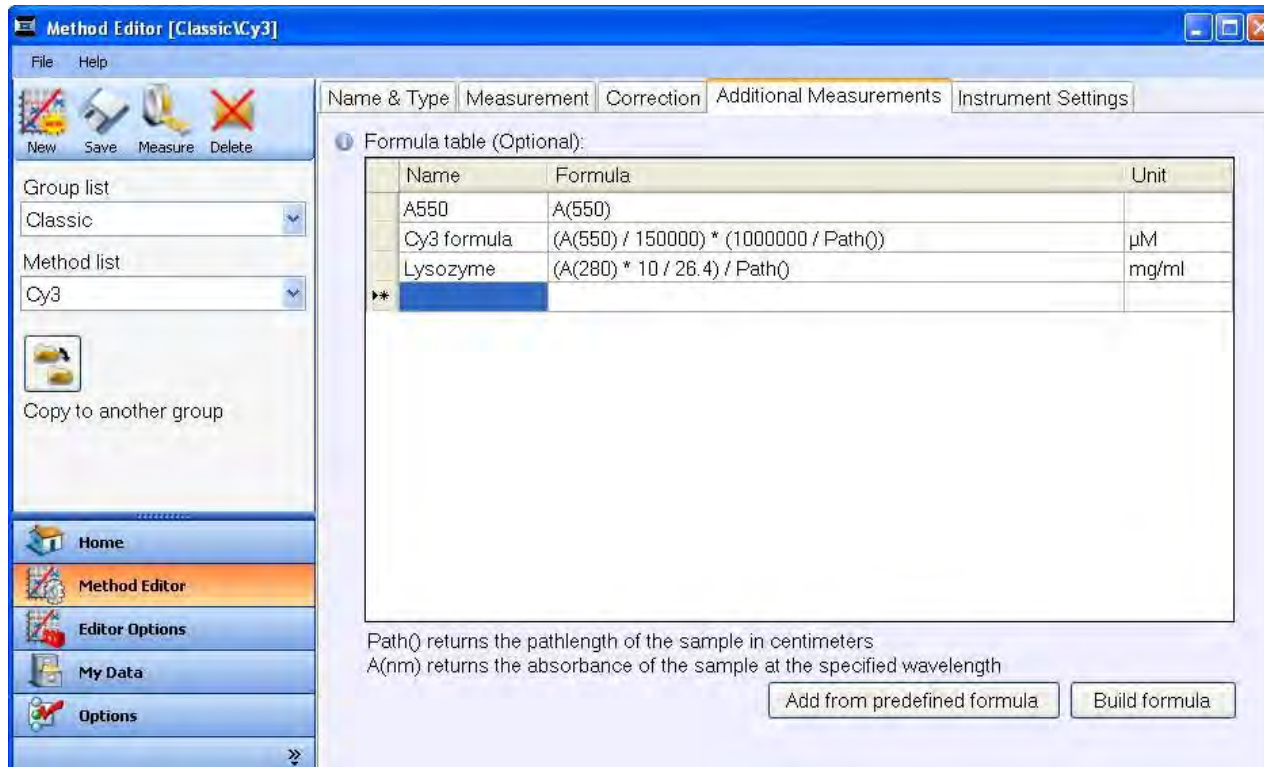 Method Editor [Classic\Cy3]
File Help
New Save Measure Delete
Group list
Classic
Method list
Cy3
Copy to another group
Home
Method Editor
Editor Options
My Data
Options
Name & Type Measurement Correction Additional Measurements Instrument Settings
Formula table (Optional):
Name Formula Unit
A550 A(550)
Cy3 formula (A(550) / 150000) * (1000000 / Path()) µM
Lysozyme (A(280) * 10 / 26.4) / Path() mg/ml
Path() returns the pathlength of the sample in centimeters
A(nm) returns the absorbance of the sample at the specified wavelength
Add from predefined formula Build formula